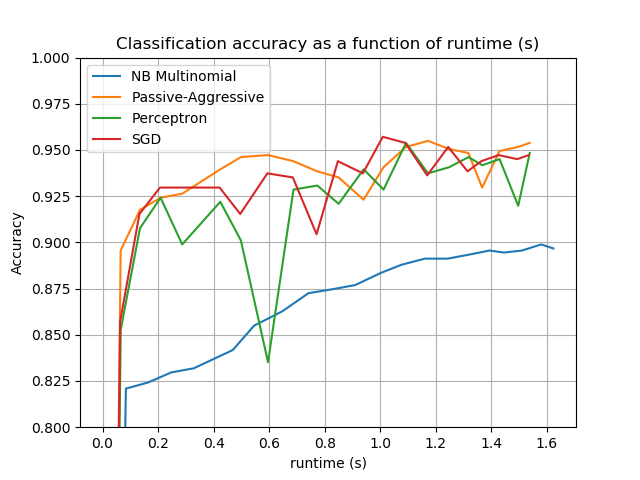 Classification accuracy as a function of runtime (s)
NB Multinomial
Passive-Aggressive
Perceptron
SGD
Accuracy
1.000
0.975
0.950
0.925
0.900
0.875
0.850
0.825
0.800
0.0 0.2 0.4 0.6 0.8 1.0 1.2 1.4 1.6
runtime (s)